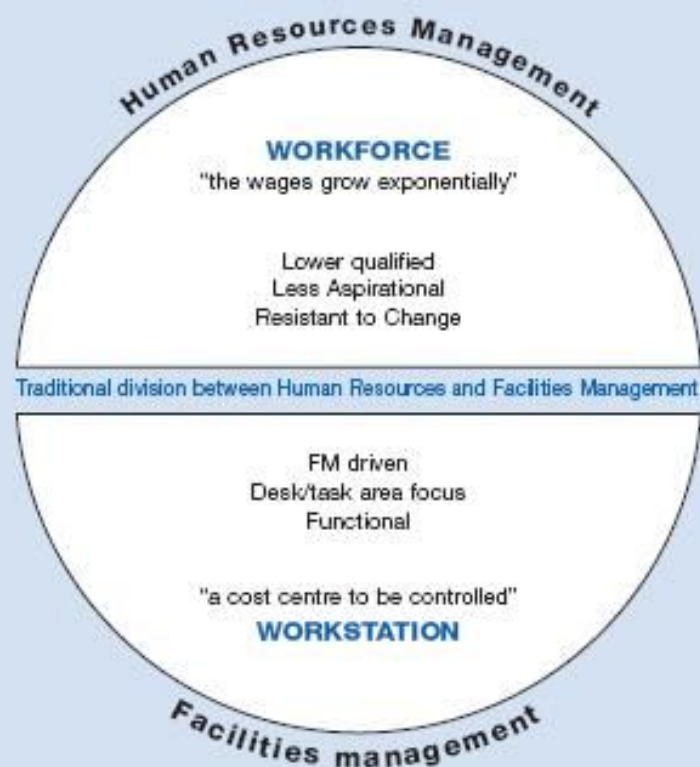 Human Resources Management
WORKFORCE
"the wages grow exponentially"
Lower qualified
Less Aspirational
Resistant to Change
Traditional division between Human Resources and Facilities Management
FM driven
Desk/task area focus
Functional
"a cost centre to be controlled"
WORKSTATION
Facilities management